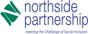 northside
partnership
meeting the Challenge of Social Inclusion